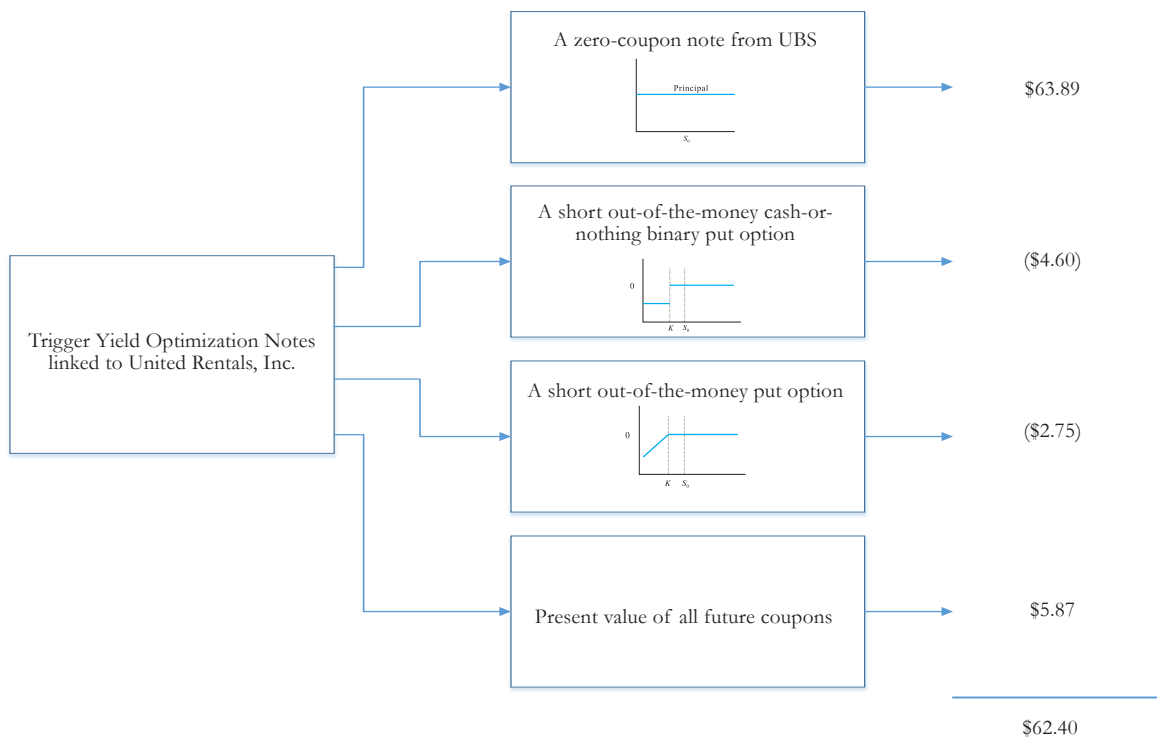 A zero-coupon note from UBS
Principal
S₀
$63.89
A short out-of-the-money cash-or-
nothing binary put option
0
K
S₀
($4.60)
Trigger Yield Optimization Notes
linked to United Rentals, Inc.
A short out-of-the-money put option
0
K
S₀
($2.75)
Present value of all future coupons
$5.87
$62.40